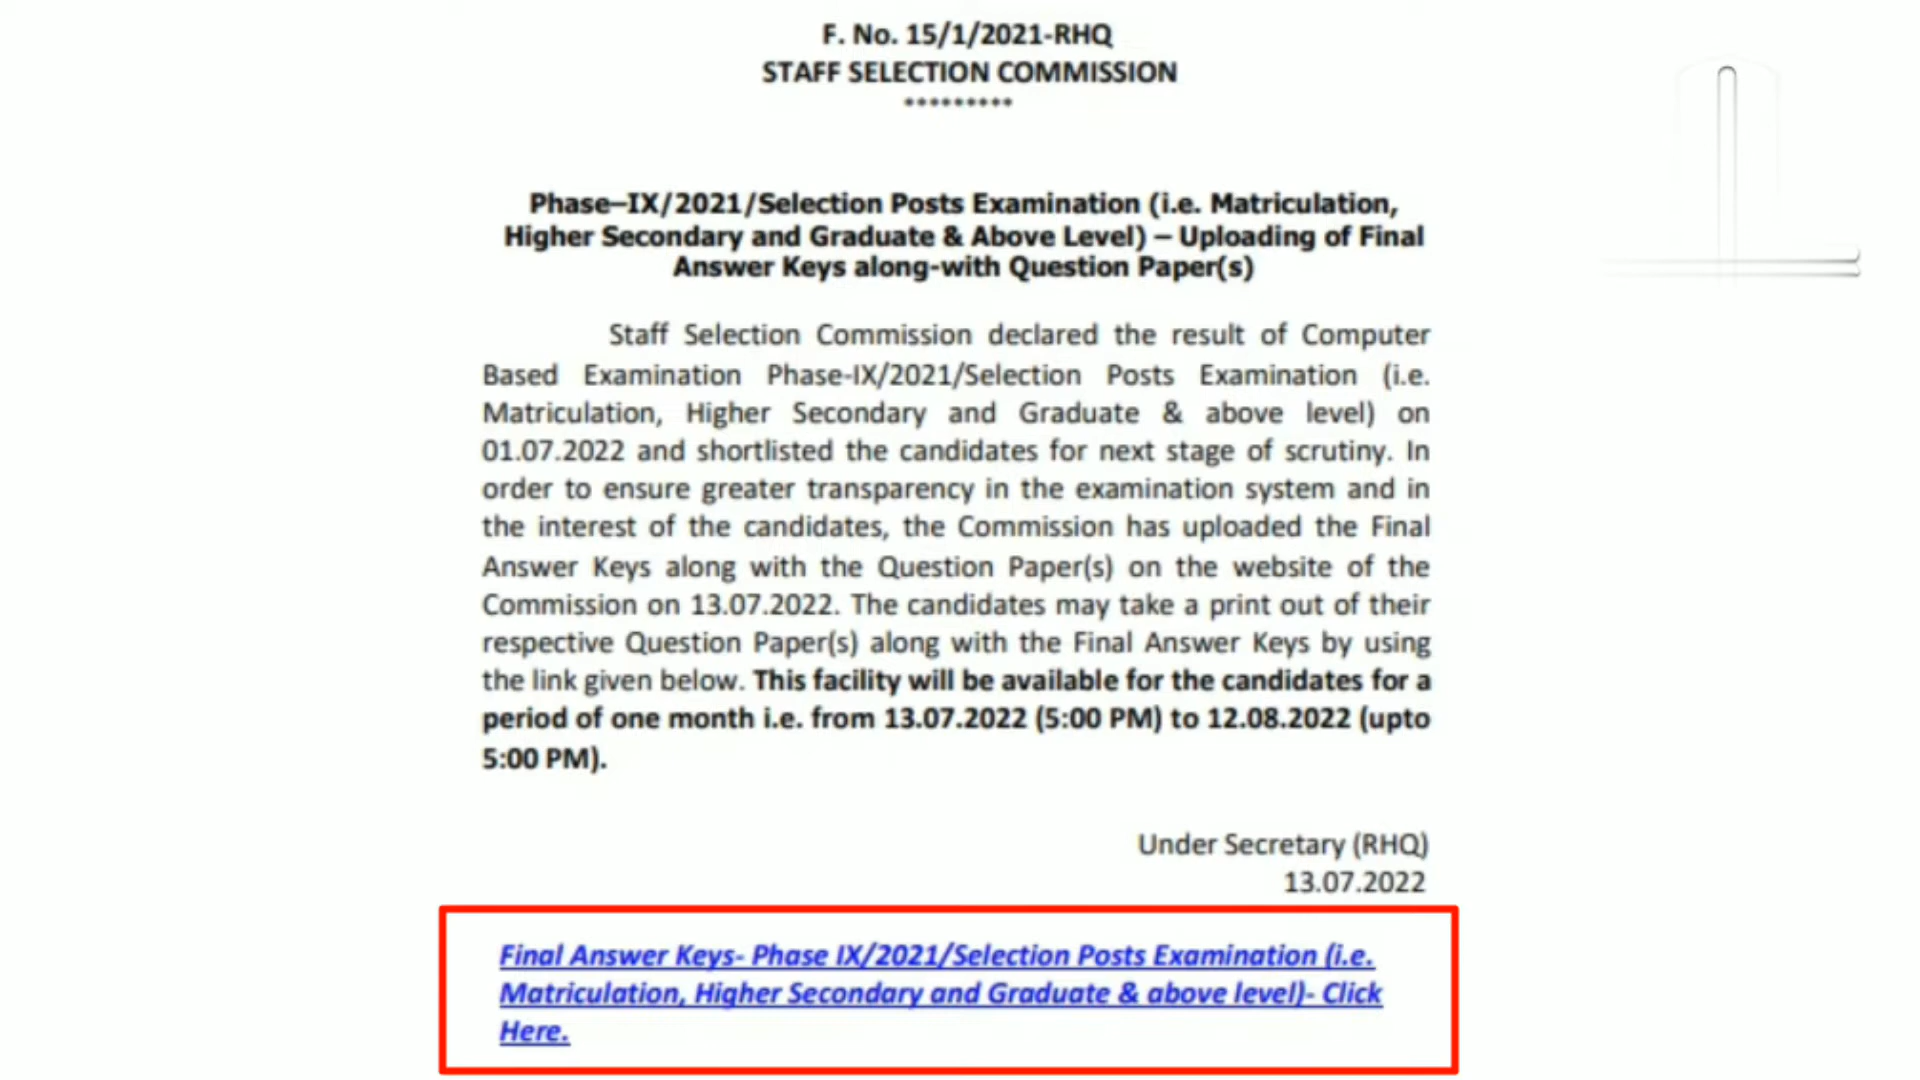 F. No. 15/1/2021-RHQ
STAFF SELECTION COMMISSION
*********
Phase–IX/2021/Selection Posts Examination (i.e. Matriculation,
Higher Secondary and Graduate & Above Level) – Uploading of Final
Answer Keys along-with Question Paper(s)
Staff Selection Commission declared the result of Computer
Based Examination Phase-IX/2021/Selection Posts Examination (i.e.
Matriculation, Higher Secondary and Graduate & above level) on
01.07.2022 and shortlisted the candidates for next stage of scrutiny. In
order to ensure greater transparency in the examination system and in
the interest of the candidates, the Commission has uploaded the Final
Answer Keys along with the Question Paper(s) on the website of the
Commission on 13.07.2022. The candidates may take a print out of their
respective Question Paper(s) along with the Final Answer Keys by using
the link given below. This facility will be available for the candidates for a
period of one month i.e. from 13.07.2022 (5:00 PM) to 12.08.2022 (upto
5:00 PM).
Under Secretary (RHQ)
13.07.2022
Final Answer Keys- Phase IX/2021/Selection Posts Examination (i.e.
Matriculation, Higher Secondary and Graduate & above level)- Click
Here.